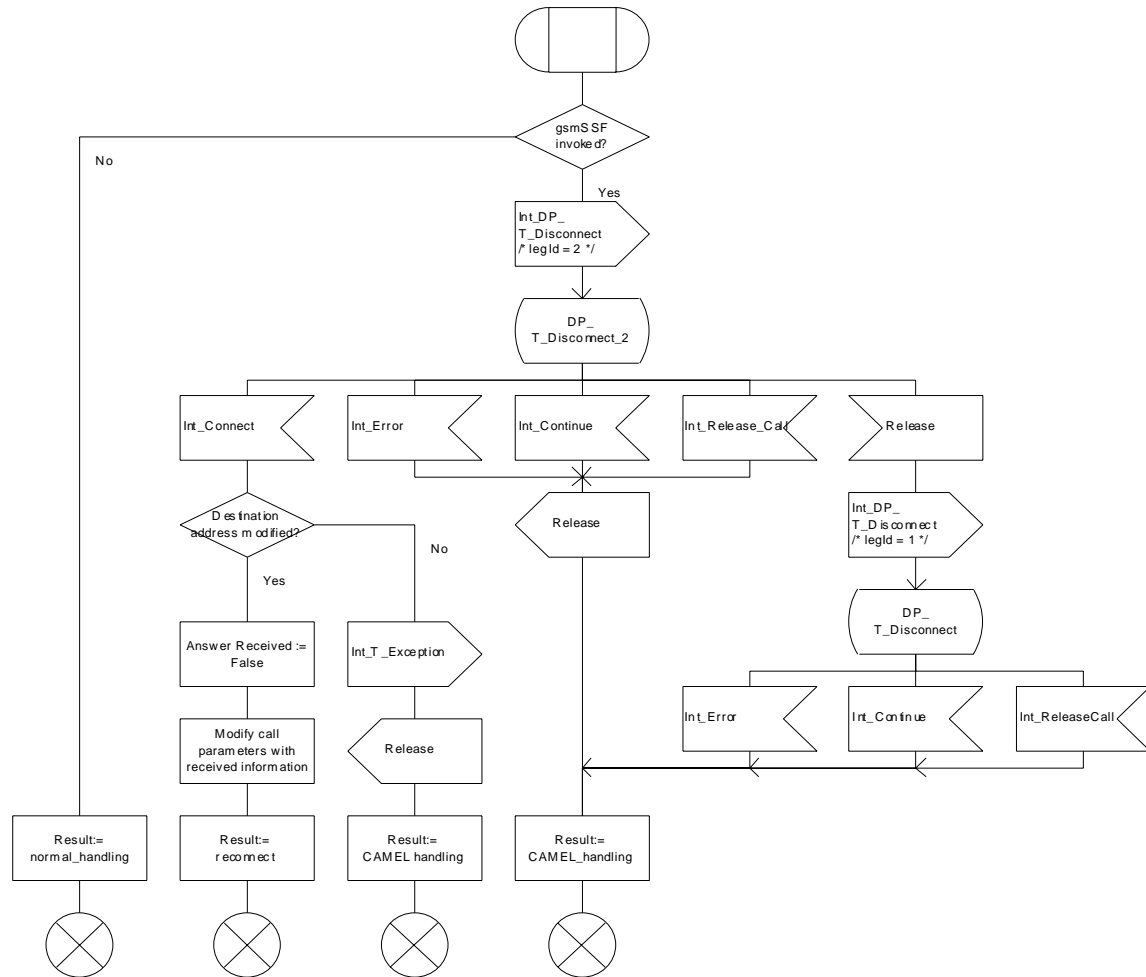 gsmSSF
invoked?
No
Yes
Int_DP_
T_Disconnect
/* legId = 2 */
DP_
T_Disconnect_2
Int_Connect
Int_Error
Int_Continue
Int_Release_Call
Release
Destination
address modified?
No
Yes
Release
Int_DP_
T_Disconnect
/* legId = 1 */
DP_
T_Disconnect
Answer Received :=
False
Int_T_Exception
Int_Error
Int_Continue
Int_ReleaseCall
Modify call
parameters with
received information
Release
Result:=
normal_handling
Result:=
reconnect
Result:=
CAMEL handling
Result:=
CAMEL_handling